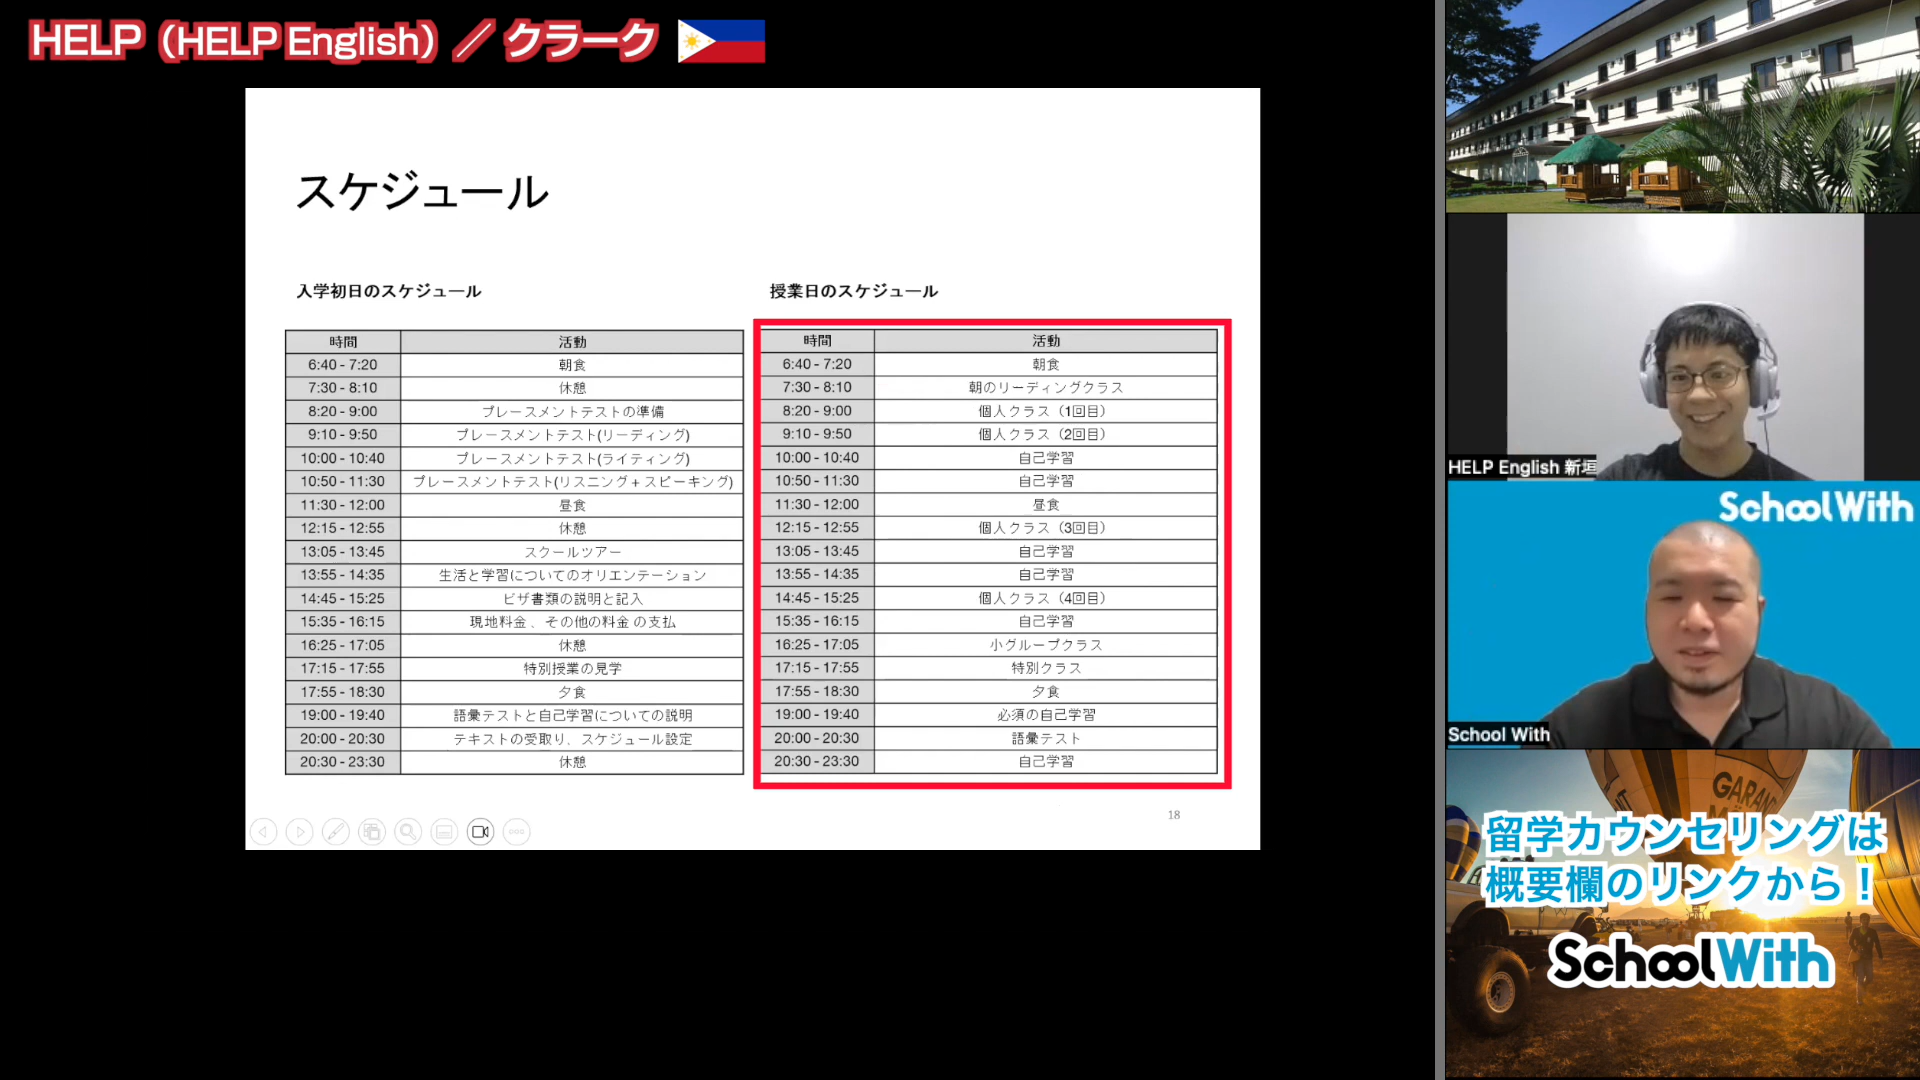 HELP（HELP English）／クラーク
スケジュール
入学初日のスケジュール
時間 活動
6:40 - 7:20 朝食
7:30 - 8:10 休憩
8:20 - 9:00 プレースメントテストの準備
9:10 - 9:50 プレースメントテスト(リーディング)
10:00 - 10:40 プレースメントテスト(ライティング)
10:50 - 11:30 プレースメントテスト(リスニング＋スピーキング)
11:30 - 12:00 昼食
12:15 - 12:55 休憩
13:05 - 13:45 スクールツアー
13:55 - 14:35 生活と学習についてのオリエンテーション
14:45 - 15:25 ビザ書類の説明と記入
15:35 - 16:15 現地料金、その他の料金の支払
16:25 - 17:05 休憩
17:15 - 17:55 特別授業の見学
17:55 - 18:30 夕食
19:00 - 19:40 語彙テストと自己学習についての説明
20:00 - 20:30 テキストの受取り、スケジュール設定
20:30 - 23:30 休憩
授業日のスケジュール
時間 活動
6:40 - 7:20 朝食
7:30 - 8:10 朝のリーディングクラス
8:20 - 9:00 個人クラス（1回目）
9:10 - 9:50 個人クラス（2回目）
10:00 - 10:40 自己学習
10:50 - 11:30 自己学習
11:30 - 12:00 昼食
12:15 - 12:55 個人クラス（3回目）
13:05 - 13:45 自己学習
13:55 - 14:35 自己学習
14:45 - 15:25 個人クラス（4回目）
15:35 - 16:15 自己学習
16:25 - 17:05 小グループクラス
17:15 - 17:55 特別クラス
17:55 - 18:30 夕食
19:00 - 19:40 必須の自己学習
20:00 - 20:30 語彙テスト
20:30 - 23:30 自己学習
18
HELP English 新垣
SchoolWith
School With
GARAN
留学カウンセリングは
概要欄のリンクから！
SchoolWith